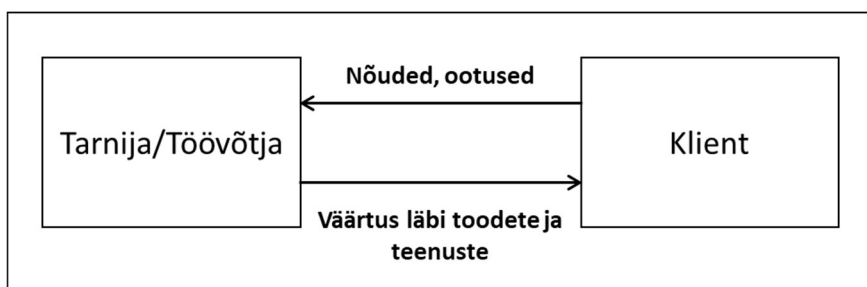 Nõuded, ootused
Tarnija/Töövõtja
Klient
Väärtus läbi toodete ja
teenuste